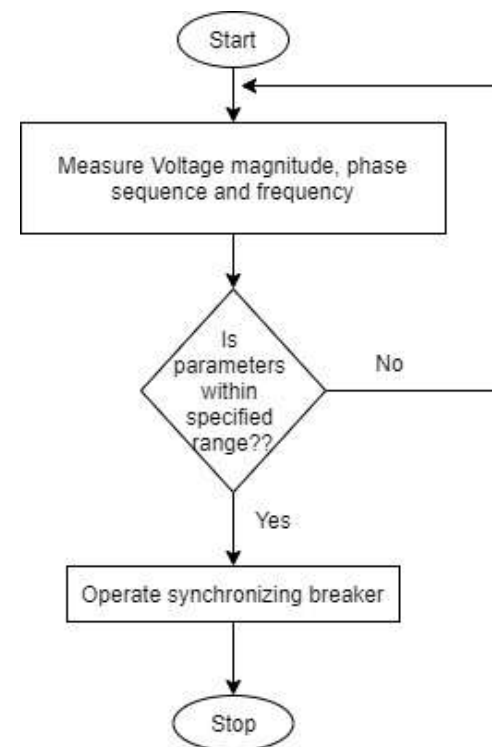 Start
Measure Voltage magnitude, phase
sequence and frequency
Is
parameters
within
specified
range??
No
Yes
Operate synchronizing breaker
Stop